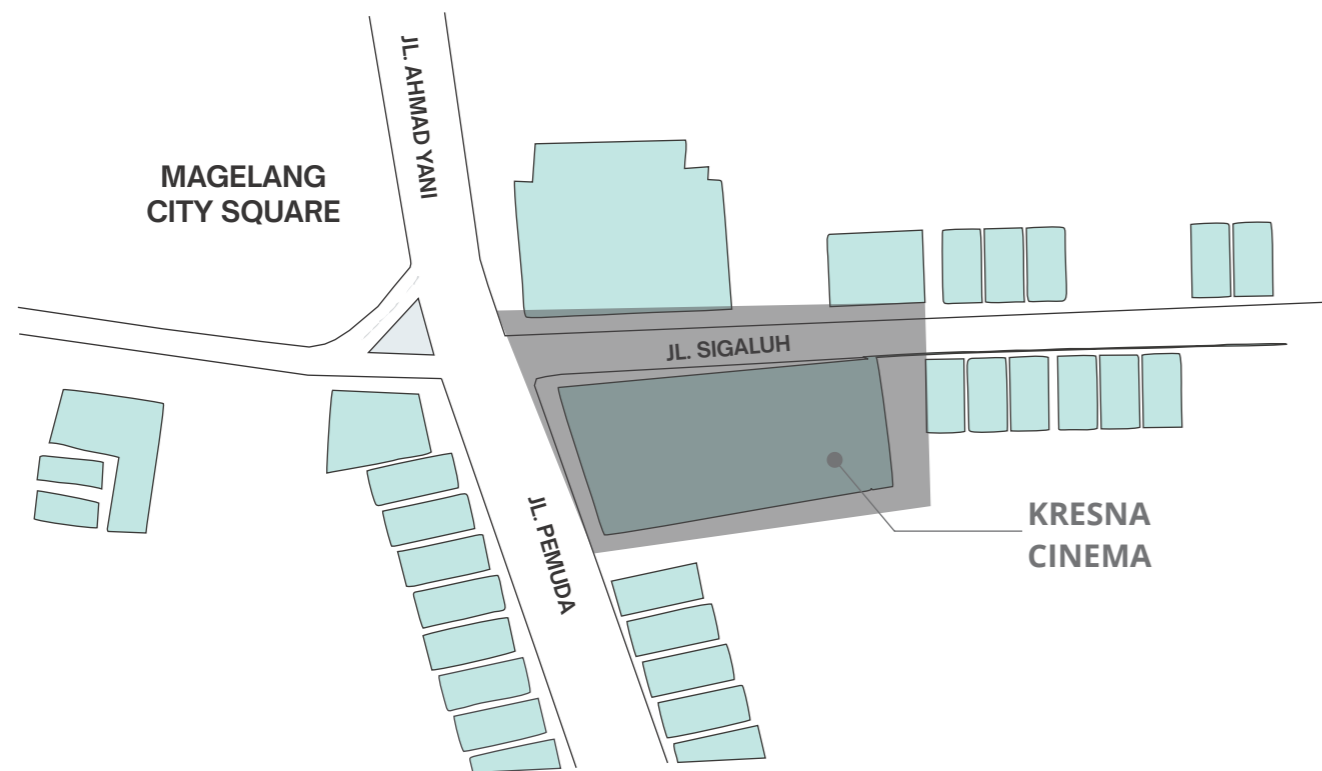 JL. AHMAD YANI
MAGELANG
CITY SQUARE
JL. SIGALUH
JL. PEMUDA
KRESNA
CINEMA